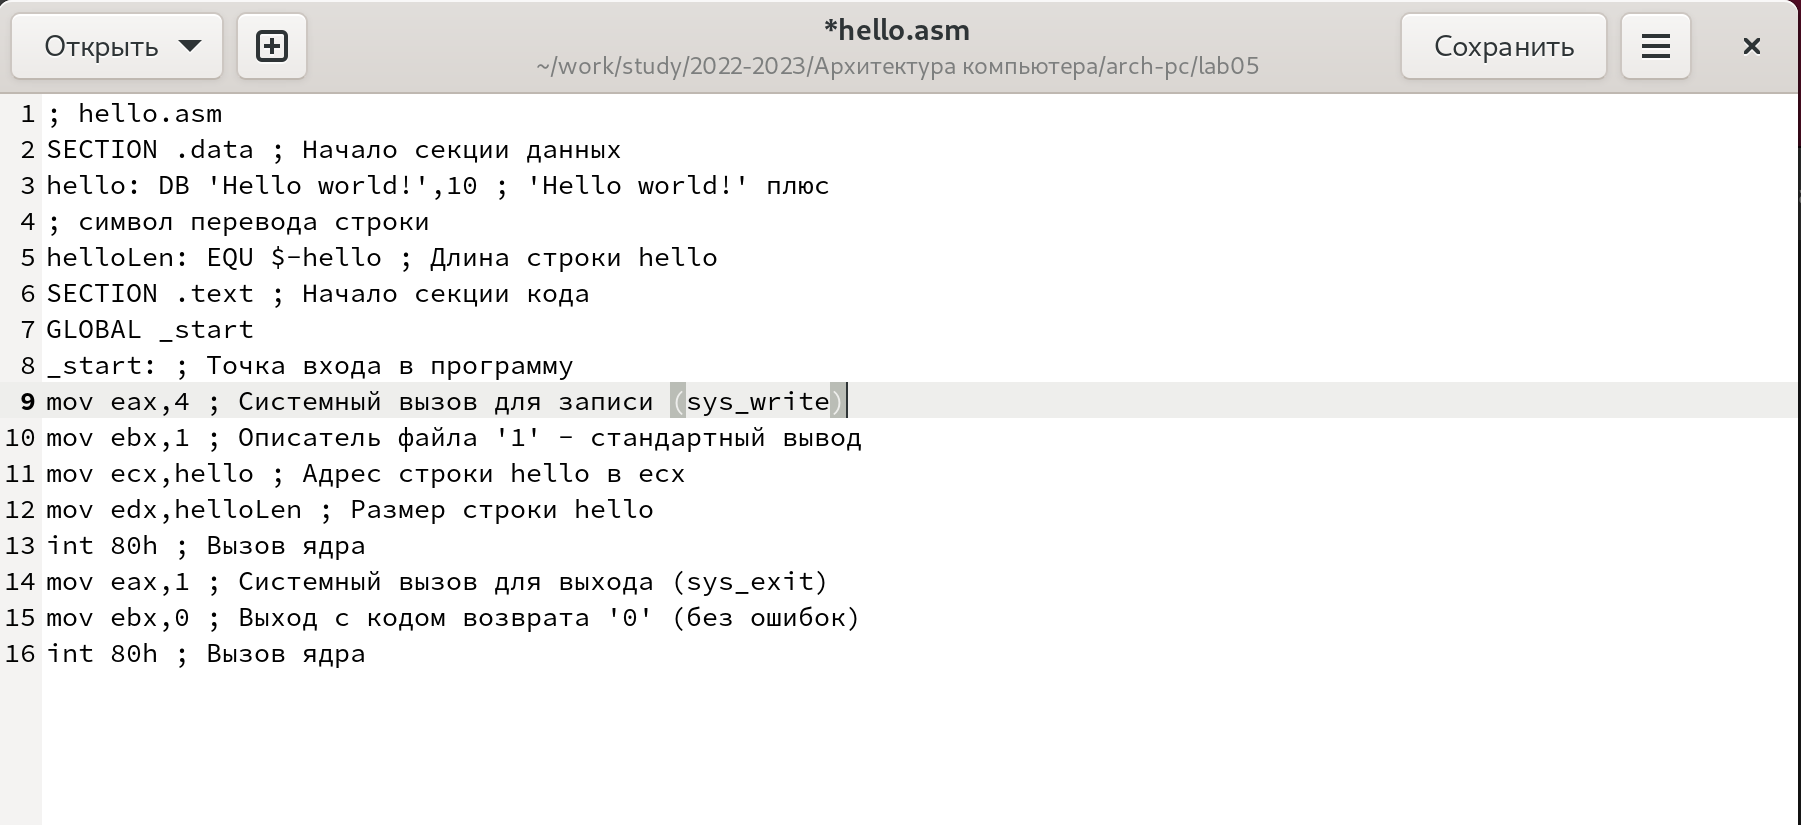 Открыть
*hello.asm
~/work/study/2022-2023/Архитектура компьютера/arch-pc/lab05
Сохранить
1 ; hello.asm
2 SECTION .data ; Начало секции данных
3 hello: DB 'Hello world!',10 ; 'Hello world!' плюс
4 ; символ перевода строки
5 helloLen: EQU $-hello ; Длина строки hello
6 SECTION .text ; Начало секции кода
7 GLOBAL _start
8 _start: ; Точка входа в программу
9 mov eax,4 ; Системный вызов для записи (sys_write)
10 mov ebx,1 ; Описатель файла '1' - стандартный вывод
11 mov ecx,hello ; Адрес строки hello в ecx
12 mov edx,helloLen ; Размер строки hello
13 int 80h ; Вызов ядра
14 mov eax,1 ; Системный вызов для выхода (sys_exit)
15 mov ebx,0 ; Выход с кодом возврата '0' (без ошибок)
16 int 80h ; Вызов ядра